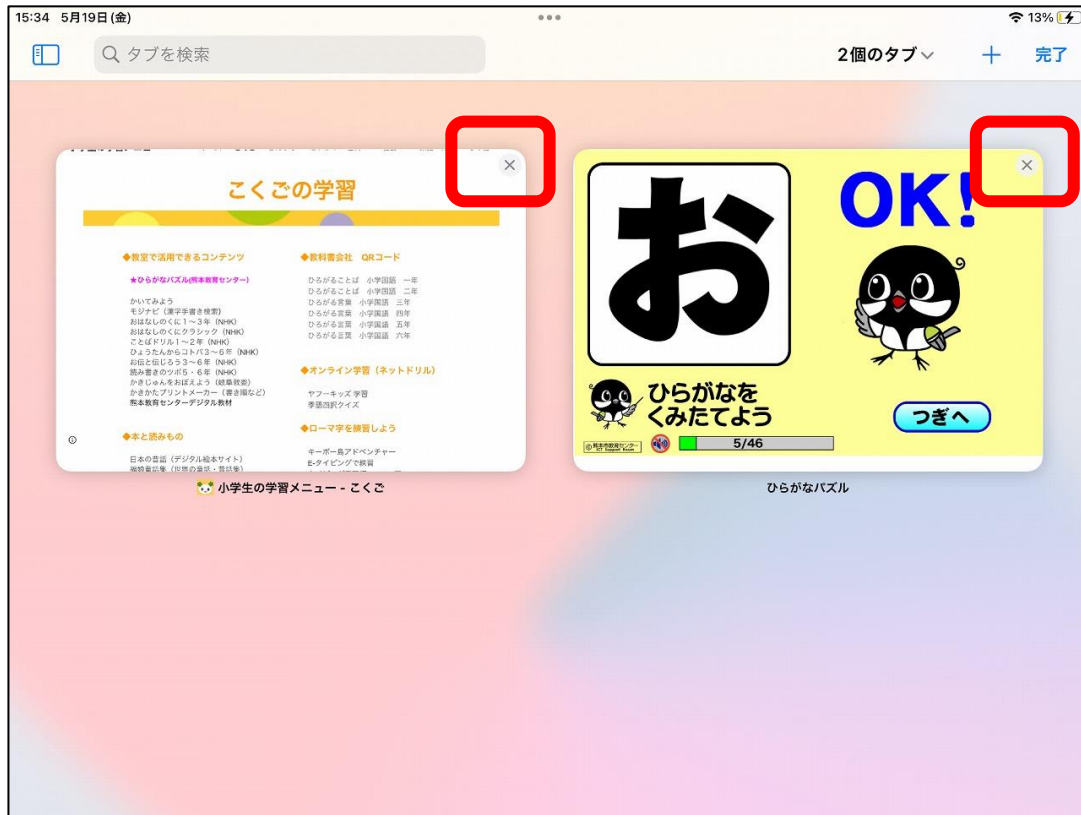 15:34 5月19日(金)
13%
タブを検索
2個のタブ
完了
こくごの学習
◆教室で活用できるコンテンツ
★ひらがなパズル(熊本教育センター)
かいてみよう
モジナビ（漢字手書き検索）
おはなしのくに１～３年（NHK）
おはなしのくにクラシック（NHK）
ことばドリル１～２年（NHK）
ひょうたんからコトバ３～６年（NHK）
お伝と伝じろう３～６年（NHK）
読み書きのツボ５・６年（NHK）
かきじゅんをおぼえよう（岐阜教委）
かきかたプリントメーカー（書き順など）
熊本教育センターデジタル教材
◆本と読みもの
日本の昔話（デジタル絵本サイト）
福娘童話集（世界の童話・昔話集）
◆教科書会社 QRコード
ひろがることば 小学国語 一年
ひろがることば 小学国語 二年
ひろがる言葉 小学国語 三年
ひろがる言葉 小学国語 四年
ひろがる言葉 小学国語 五年
ひろがる言葉 小学国語 六年
◆オンライン学習（ネットドリル）
ヤフーキッズ 学習
季語四択クイズ
◆ローマ字を練習しよう
キーボー島アドベンチャー
E-タイピングで練習
小学生の学習メニュー - こくご
お
OK!
ひらがなを
くみたてよう
つぎへ
5/46
ひらがなパズル